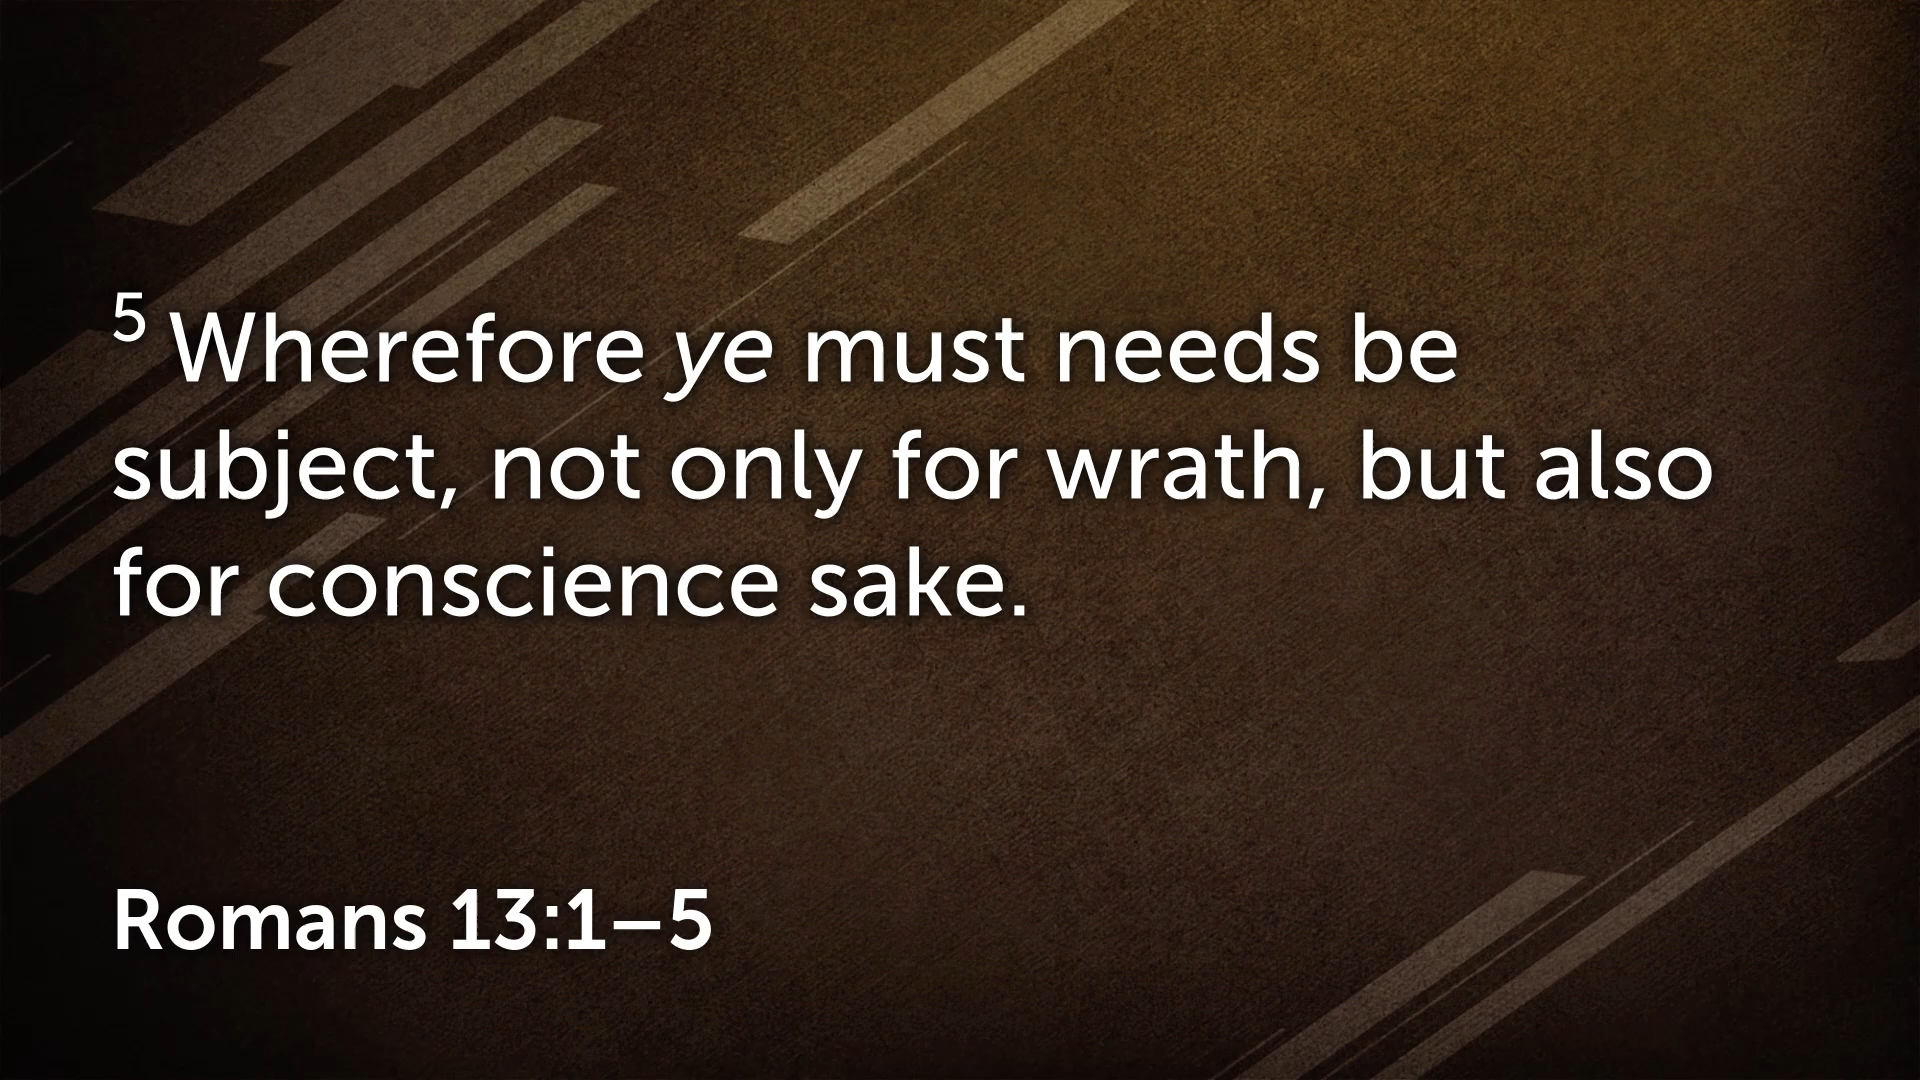 5 Wherefore ye must needs be
subject, not only for wrath, but also
for conscience sake.
Romans 13:1–5